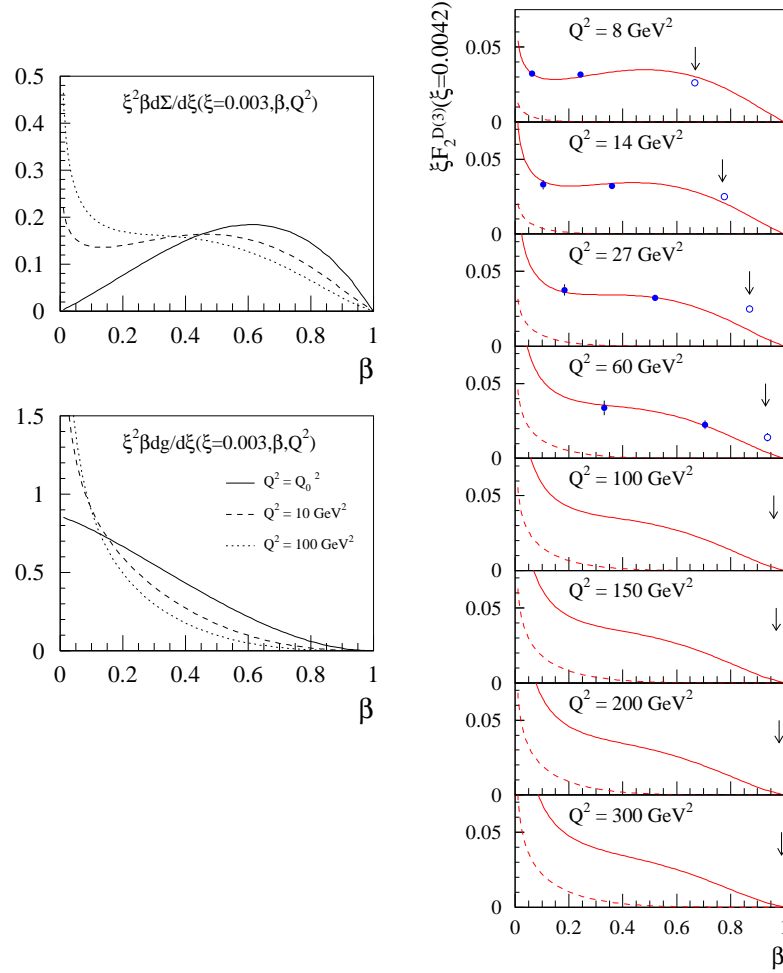 0.5
0.4
0.3
0.2
0.1
0
ξ²βdΣ/dξ(ξ=0.003,β,Q²)
0 0.2 0.4 0.6 0.8 1
β
1.5
1
0.5
0
ξ²βdg/dξ(ξ=0.003,β,Q²)
Q² = Q₀²
Q² = 10 GeV²
Q² = 100 GeV²
0 0.2 0.4 0.6 0.8 1
β
ξF₂ᴰ⁽³⁾(ξ=0.0042)
0.05
Q² = 8 GeV²
0
0.05
Q² = 14 GeV²
0
0.05
Q² = 27 GeV²
0
0.05
Q² = 60 GeV²
0
0.05
Q² = 100 GeV²
0
0.05
Q² = 150 GeV²
0
0.05
Q² = 200 GeV²
0
0.05
Q² = 300 GeV²
0
0 0.2 0.4 0.6 0.8
β